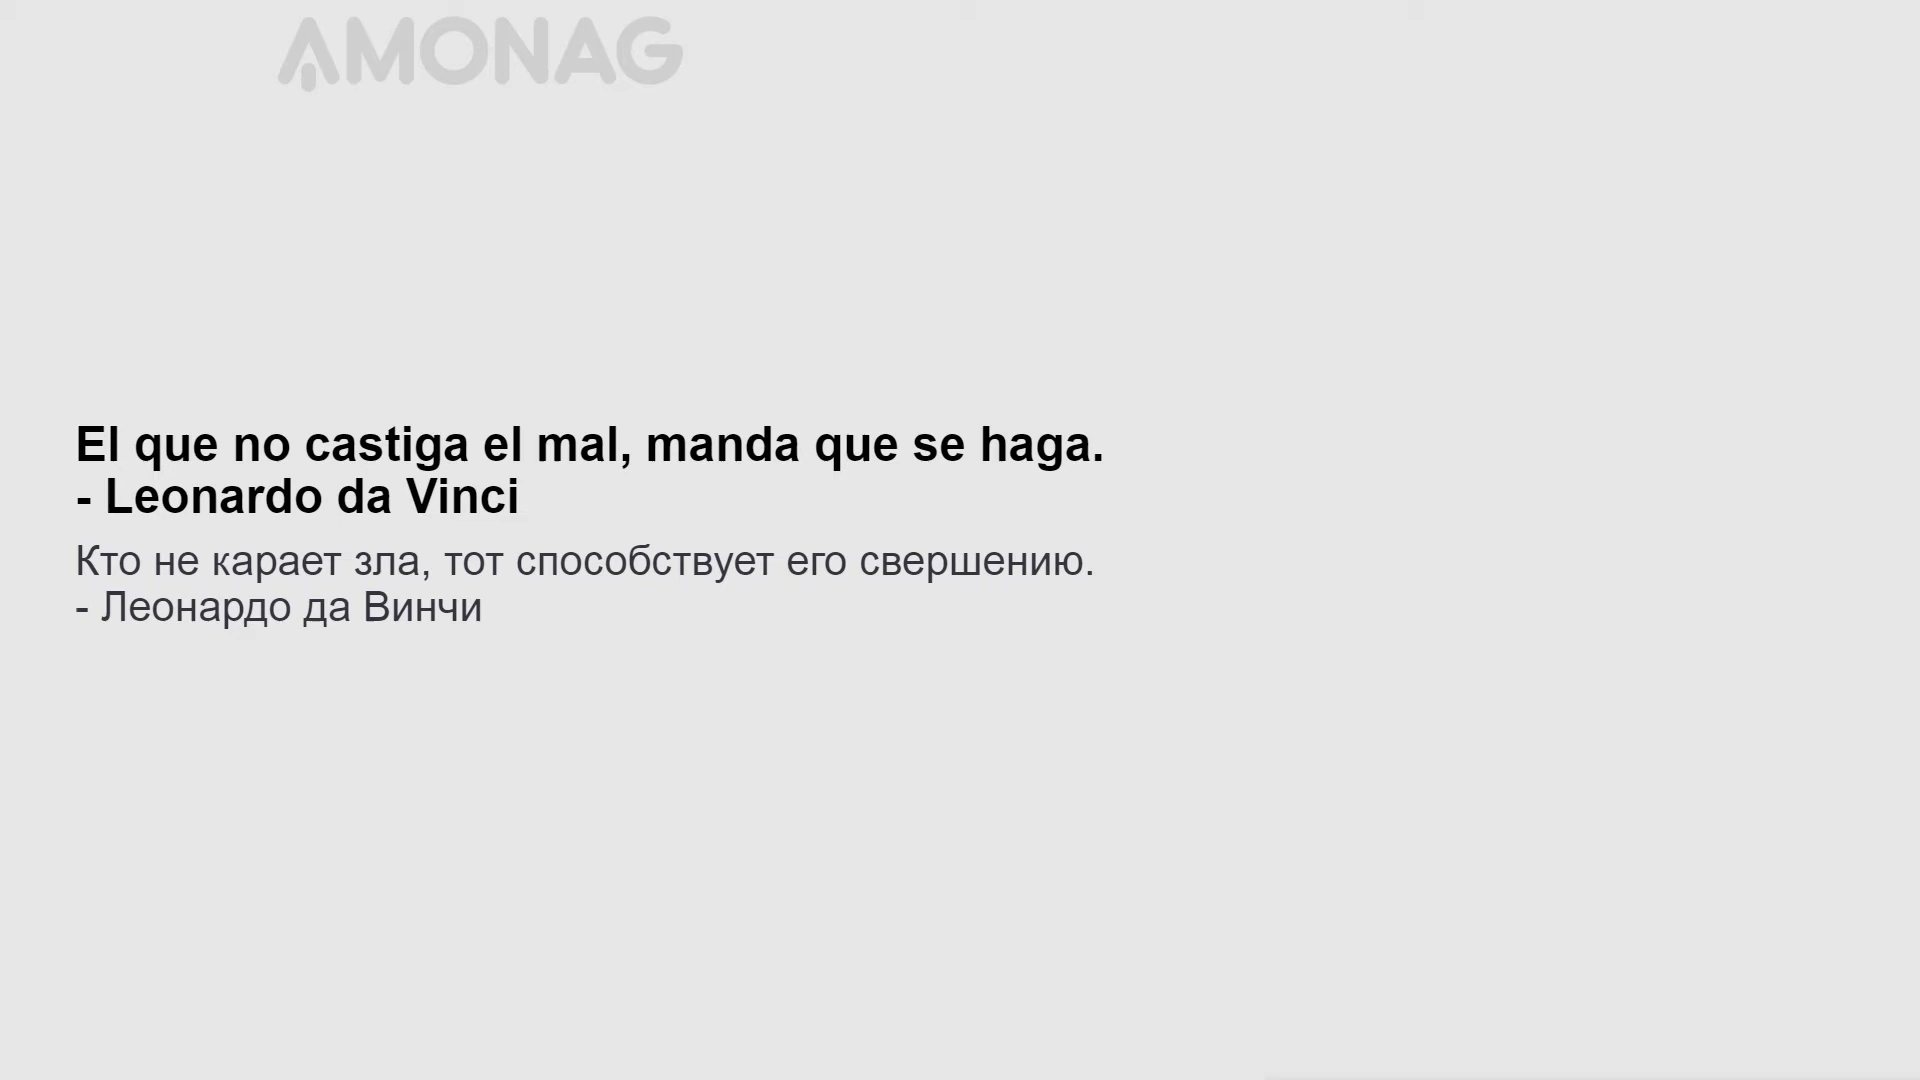 AMONAG
El que no castiga el mal, manda que se haga.
- Leonardo da Vinci
Кто не карает зла, тот способствует его свершению.
- Леонардо да Винчи